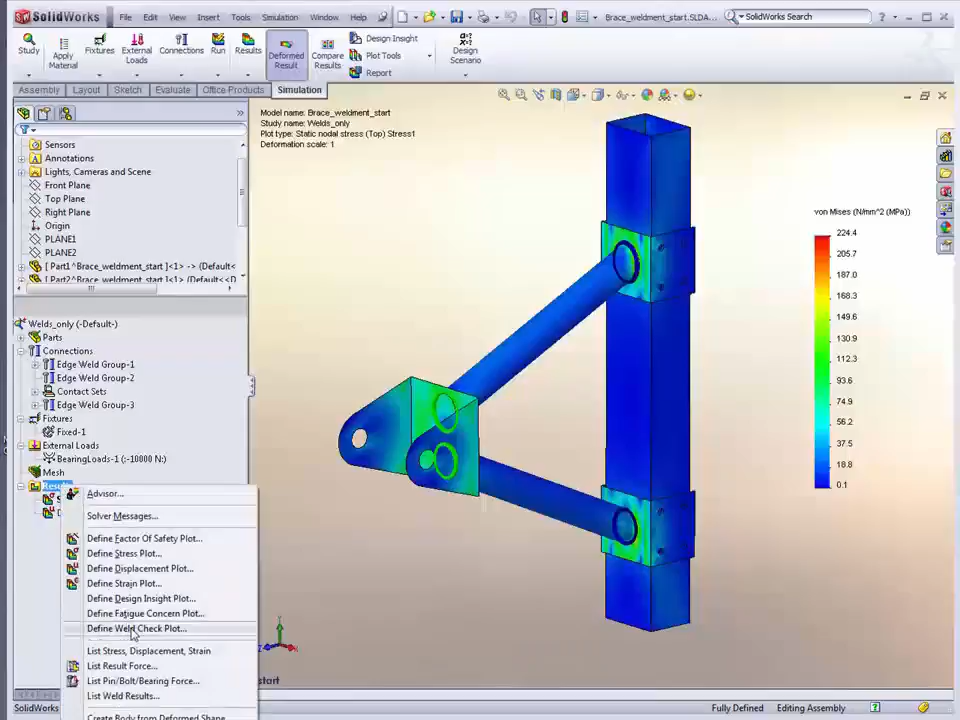 SolidWorks File Edit View Insert Tools Simulation Window Help Brace_weldment_start.SLDA... SolidWorks Search
Study Apply Material Fixtures External Loads Connections Run Results Deformed Result Compare Results Design Insight Plot Tools Report Design Scenario
Assembly Layout Sketch Evaluate Office Products Simulation
Sensors
Annotations
Lights, Cameras and Scene
Front Plane
Top Plane
Right Plane
Origin
PLANE1
PLANE2
[ Part1^Brace_weldment_start ]<1> -> (Default<
[ Part2^Brace_weldment_start ]<1> (Default<<D
Welds_only (-Default-)
Parts
Connections
Edge Weld Group-1
Edge Weld Group-2
Contact Sets
Edge Weld Group-3
Fixtures
Fixed-1
External Loads
BearingLoads-1 (:-10000 N:)
Mesh
Results
Advisor...
Solver Messages...
Define Factor Of Safety Plot...
Define Stress Plot...
Define Displacement Plot...
Define Strain Plot...
Define Design Insight Plot...
Define Fatigue Concern Plot...
Define Weld Check Plot...
List Stress, Displacement, Strain
List Result Force...
List Pin/Bolt/Bearing Force...
List Weld Results...
Create Body from Deformed Shape
Model name: Brace_weldment_start
Study name: Welds_only
Plot type: Static nodal stress (Top) Stress1
Deformation scale: 1
von Mises (N/mm^2 (MPa))
224.4
205.7
187.0
168.3
149.6
130.9
112.3
93.6
74.9
56.2
37.5
18.8
0.1
Y
X
Z
start
SolidWorks Fully Defined Editing Assembly